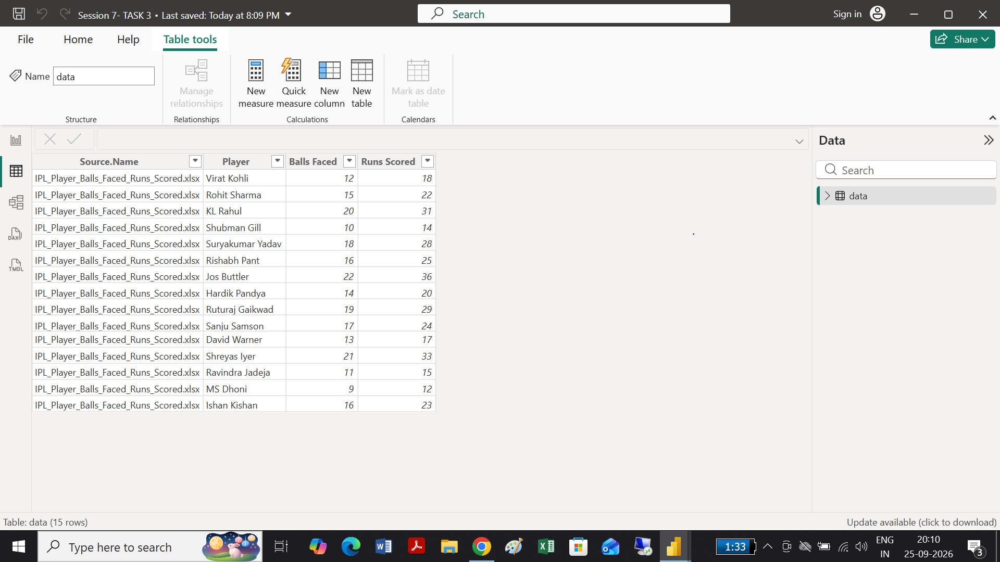 Session 7- TASK 3 • Last saved: Today at 8:09 PM
Search
Sign in
File
Home
Help
Table tools
Share
Name
data
Manage relationships
New measure
Quick measure
New column
New table
Mark as date table
Structure
Relationships
Calculations
Calendars
Data
Search
data
DAX
TMDL
Source.Name Player Balls Faced Runs Scored
IPL_Player_Balls_Faced_Runs_Scored.xlsx Virat Kohli 12 18
IPL_Player_Balls_Faced_Runs_Scored.xlsx Rohit Sharma 15 22
IPL_Player_Balls_Faced_Runs_Scored.xlsx KL Rahul 20 31
IPL_Player_Balls_Faced_Runs_Scored.xlsx Shubman Gill 10 14
IPL_Player_Balls_Faced_Runs_Scored.xlsx Suryakumar Yadav 18 28
IPL_Player_Balls_Faced_Runs_Scored.xlsx Rishabh Pant 16 25
IPL_Player_Balls_Faced_Runs_Scored.xlsx Jos Buttler 22 36
IPL_Player_Balls_Faced_Runs_Scored.xlsx Hardik Pandya 14 20
IPL_Player_Balls_Faced_Runs_Scored.xlsx Ruturaj Gaikwad 19 29
IPL_Player_Balls_Faced_Runs_Scored.xlsx Sanju Samson 17 24
IPL_Player_Balls_Faced_Runs_Scored.xlsx David Warner 13 17
IPL_Player_Balls_Faced_Runs_Scored.xlsx Shreyas Iyer 21 33
IPL_Player_Balls_Faced_Runs_Scored.xlsx Ravindra Jadeja 11 15
IPL_Player_Balls_Faced_Runs_Scored.xlsx MS Dhoni 9 12
IPL_Player_Balls_Faced_Runs_Scored.xlsx Ishan Kishan 16 23
Table: data (15 rows)
Update available (click to download)
Type here to search
1:33
ENG
IN
20:10
25-09-2026
3